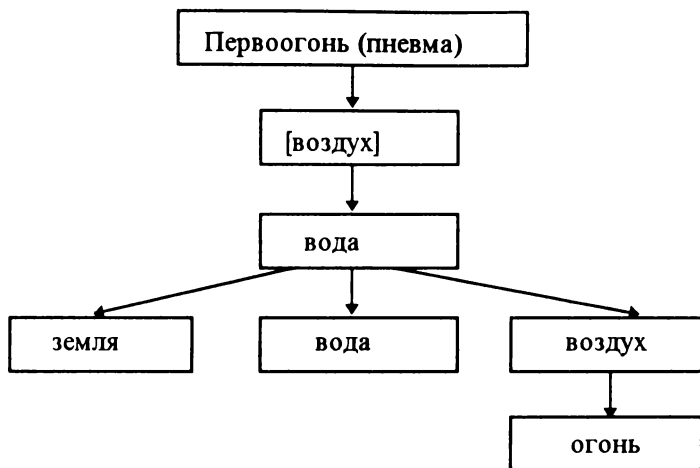 Первоогонь (пневма)
[воздух]
вода
земля вода воздух
огонь